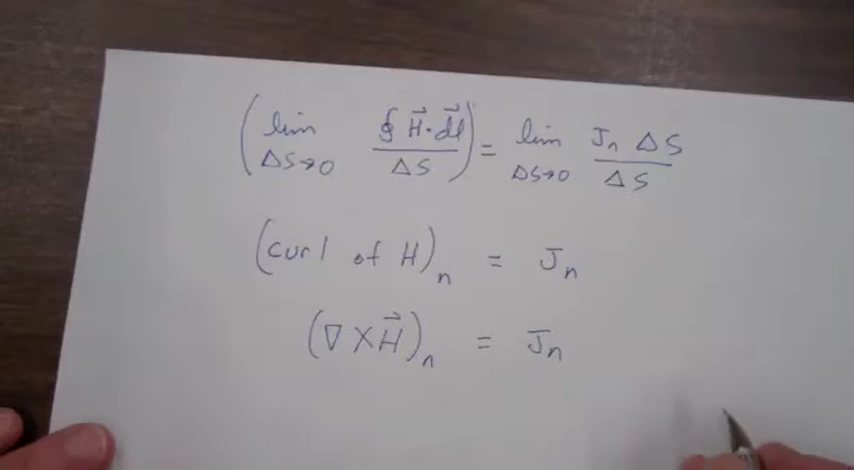 (lim ΔS→0 ∮ H⃗·dl⃗ / ΔS) = lim ΔS→0 Jₙ ΔS / ΔS
(curl of H)ₙ = Jₙ
(∇ × H⃗)ₙ = Jₙ